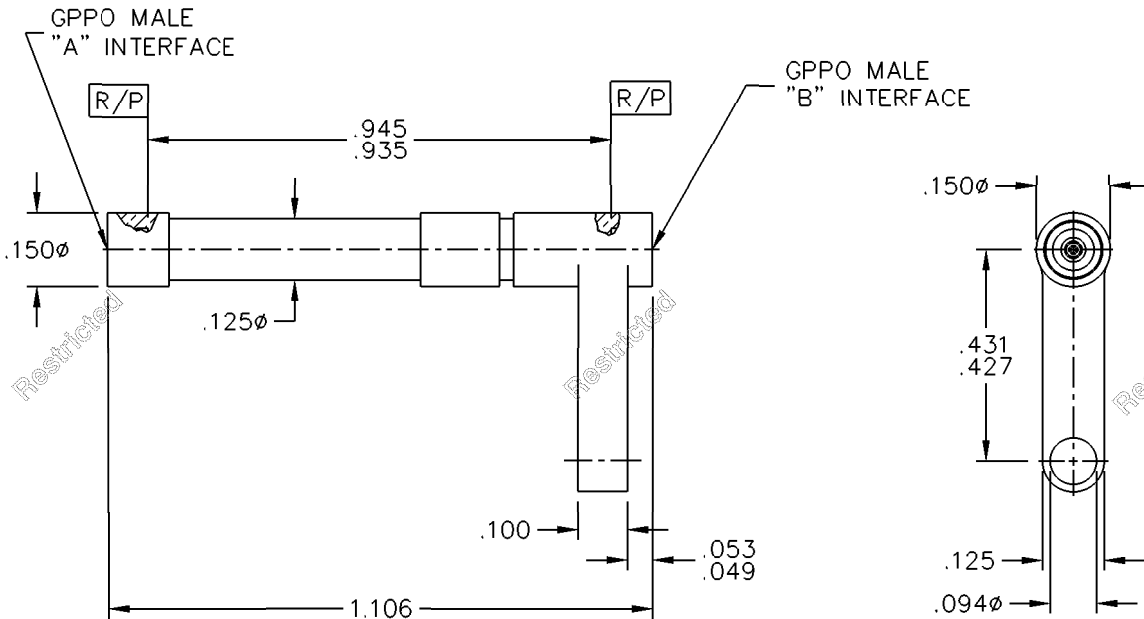 GPPO MALE
"A" INTERFACE
GPPO MALE
"B" INTERFACE
R/P
R/P
.945
.935
.150ø
.150ø
.125ø
.431
.427
Restricted
Restricted
Re
.100
.053
.049
.125
1.106
.094ø